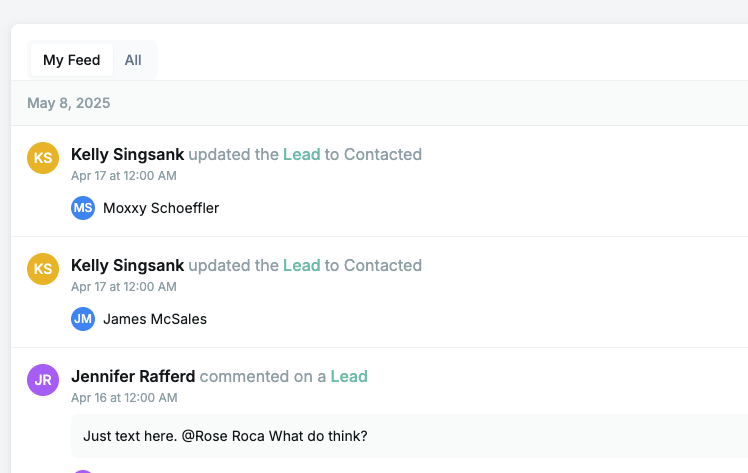 My Feed All
May 8, 2025
KS Kelly Singsank updated the Lead to Contacted
Apr 17 at 12:00 AM
MS Moxxy Schoeffler
KS Kelly Singsank updated the Lead to Contacted
Apr 17 at 12:00 AM
JM James McSales
JR Jennifer Rafferd commented on a Lead
Apr 16 at 12:00 AM
Just text here. @Rose Roca What do think?